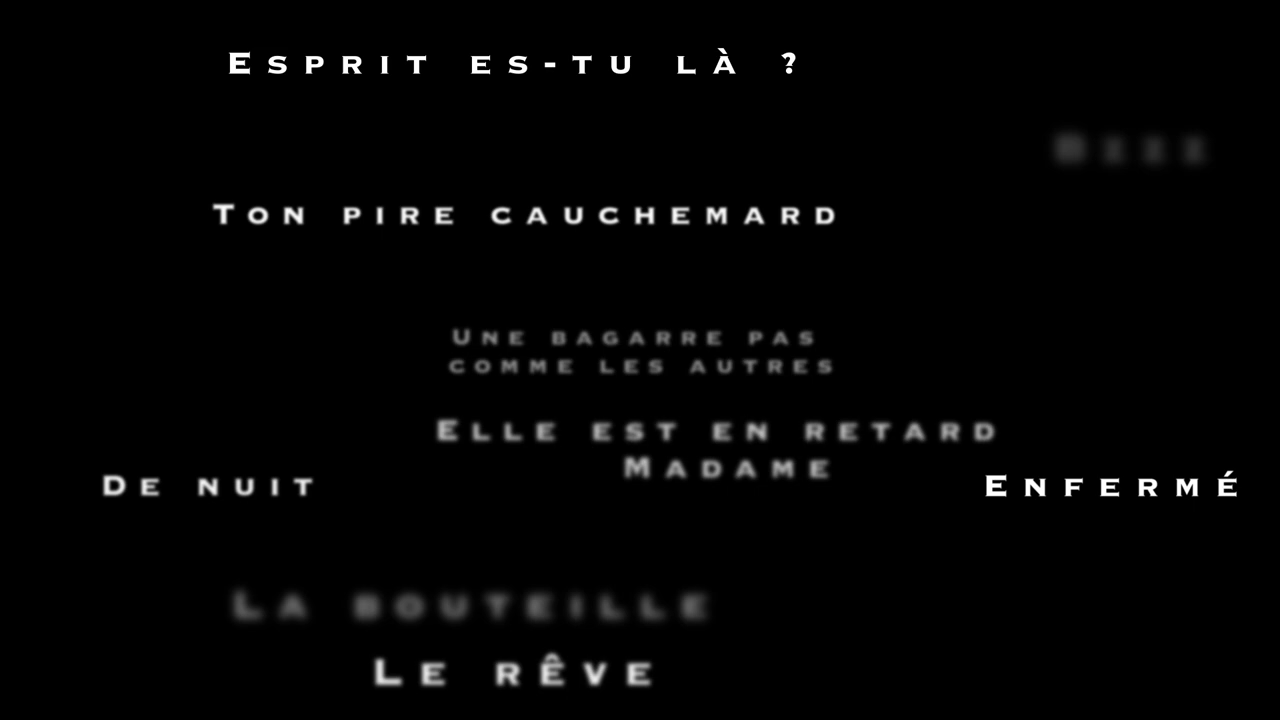 Esprit es-tu là ?
Ton pire cauchemard
Une bagarre pas
comme les autres
Elle est en retard
Madame
De nuit
Enfermé
La bouteille
Le rêve